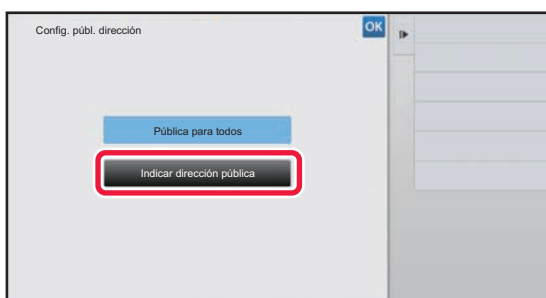 Config. públ. dirección
OK
Pública para todos
Indicar dirección pública